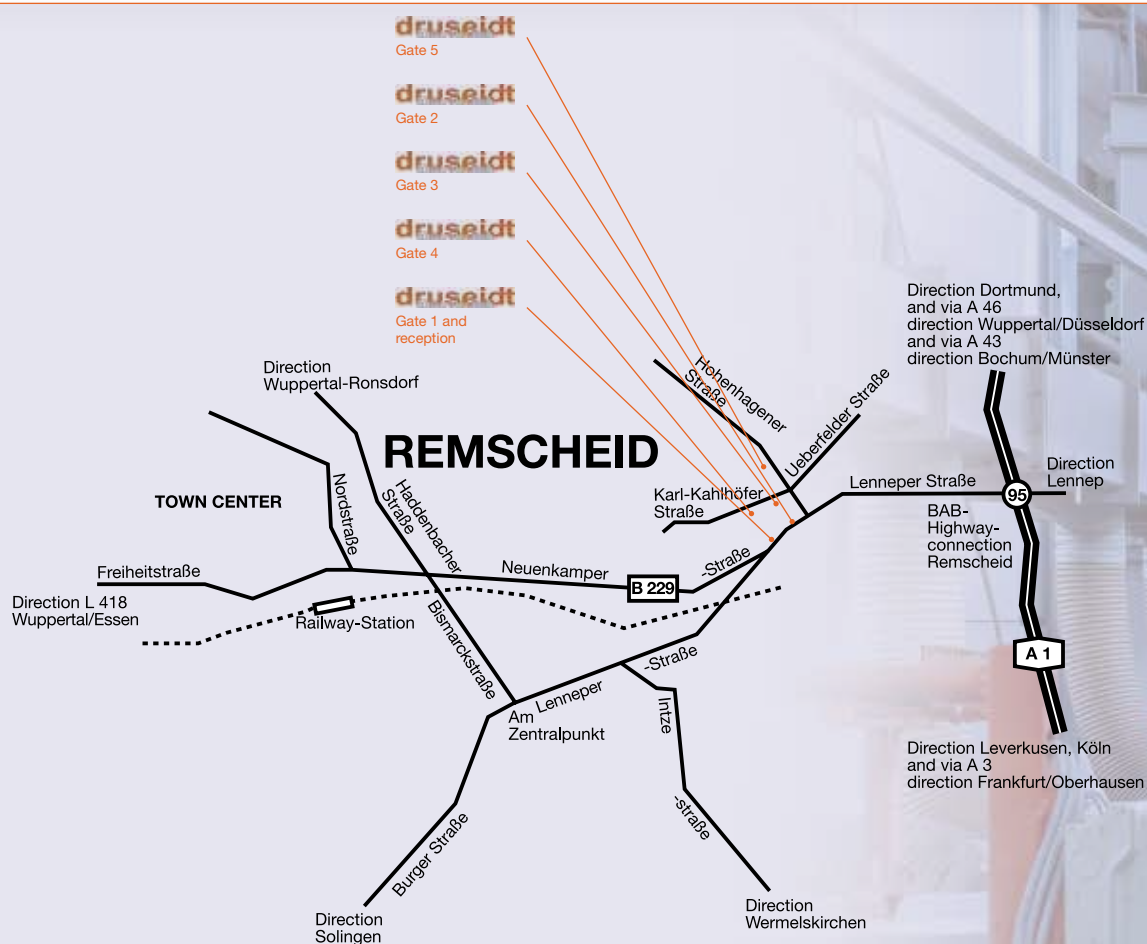 druseidt
Gate 5
druseidt
Gate 2
druseidt
Gate 3
druseidt
Gate 4
druseidt
Gate 1 and
reception
Direction Dortmund,
and via A 46
direction Wuppertal/Düsseldorf
and via A 43
direction Bochum/Münster
Direction
Wuppertal-Ronsdorf
Hohenhagener
Straße
Ueberfelder Straße
REMSCHEID
TOWN CENTER
Nordstraße
Haddenbacher
Straße
Karl-Kahlhöfer
Straße
Lenneper Straße
95
Direction
Lennep
BAB-
Highway-
connection
Remscheid
Freiheitstraße
Neuenkamper
B 229
-Straße
Direction L 418
Wuppertal/Essen
Railway-Station
Bismarckstraße
A 1
Lenneper
-Straße
Am
Zentralpunkt
Intze
-straße
Direction Leverkusen, Köln
and via A 3
direction Frankfurt/Oberhausen
Burger Straße
Direction
Solingen
Direction
Wermelskirchen